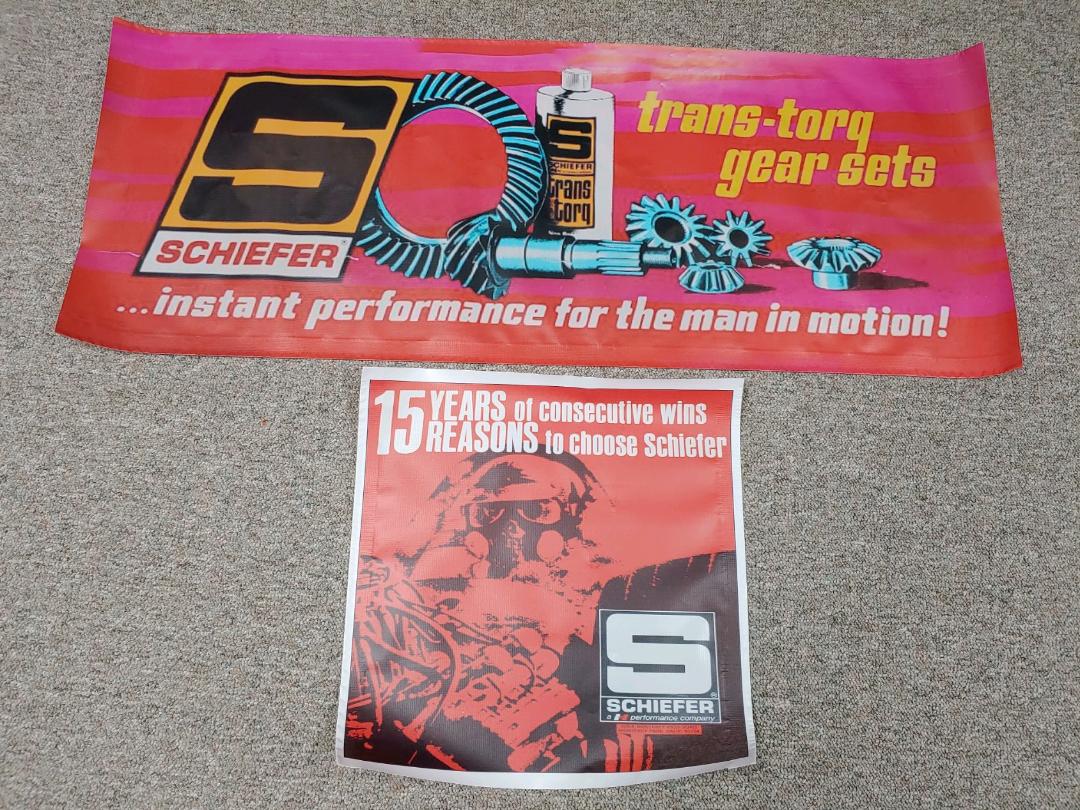 S
SCHIEFER®
S
SCHIEFER
trans
torq
trans-torq
gear sets
...instant performance for the man in motion!
15 YEARS of consecutive wins
REASONS to choose Schiefer
S®
SCHIEFER
a performance company